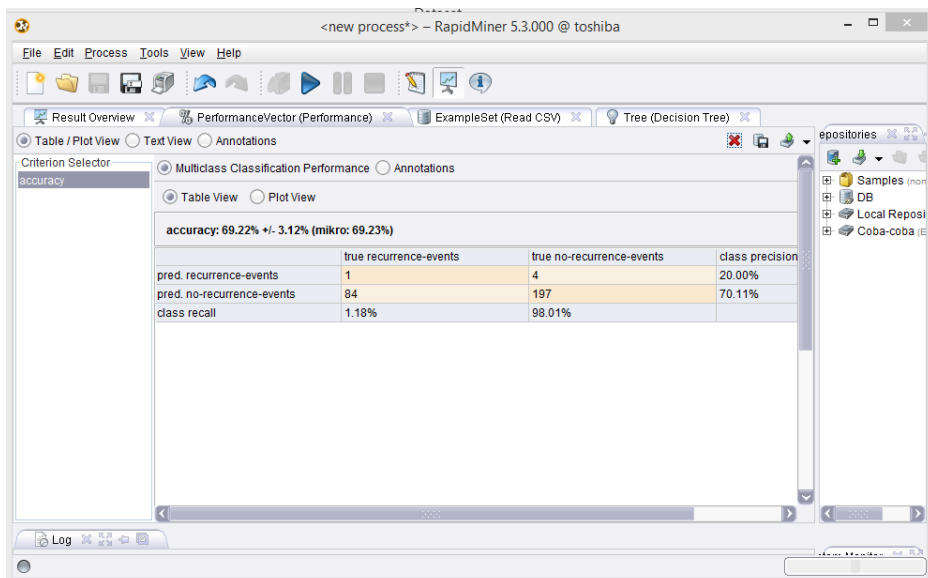 <new process*> – RapidMiner 5.3.000 @ toshiba
File Edit Process Tools View Help
Result Overview
PerformanceVector (Performance)
ExampleSet (Read CSV)
Tree (Decision Tree)
Table / Plot View Text View Annotations
epositories
Criterion Selector
accuracy
Multiclass Classification Performance Annotations
Table View Plot View
accuracy: 69.22% +/- 3.12% (mikro: 69.23%)
true recurrence-events true no-recurrence-events class precision
pred. recurrence-events 1 4 20.00%
pred. no-recurrence-events 84 197 70.11%
class recall 1.18% 98.01%
Samples (non
DB
Local Reposi
Coba-coba (E
Log